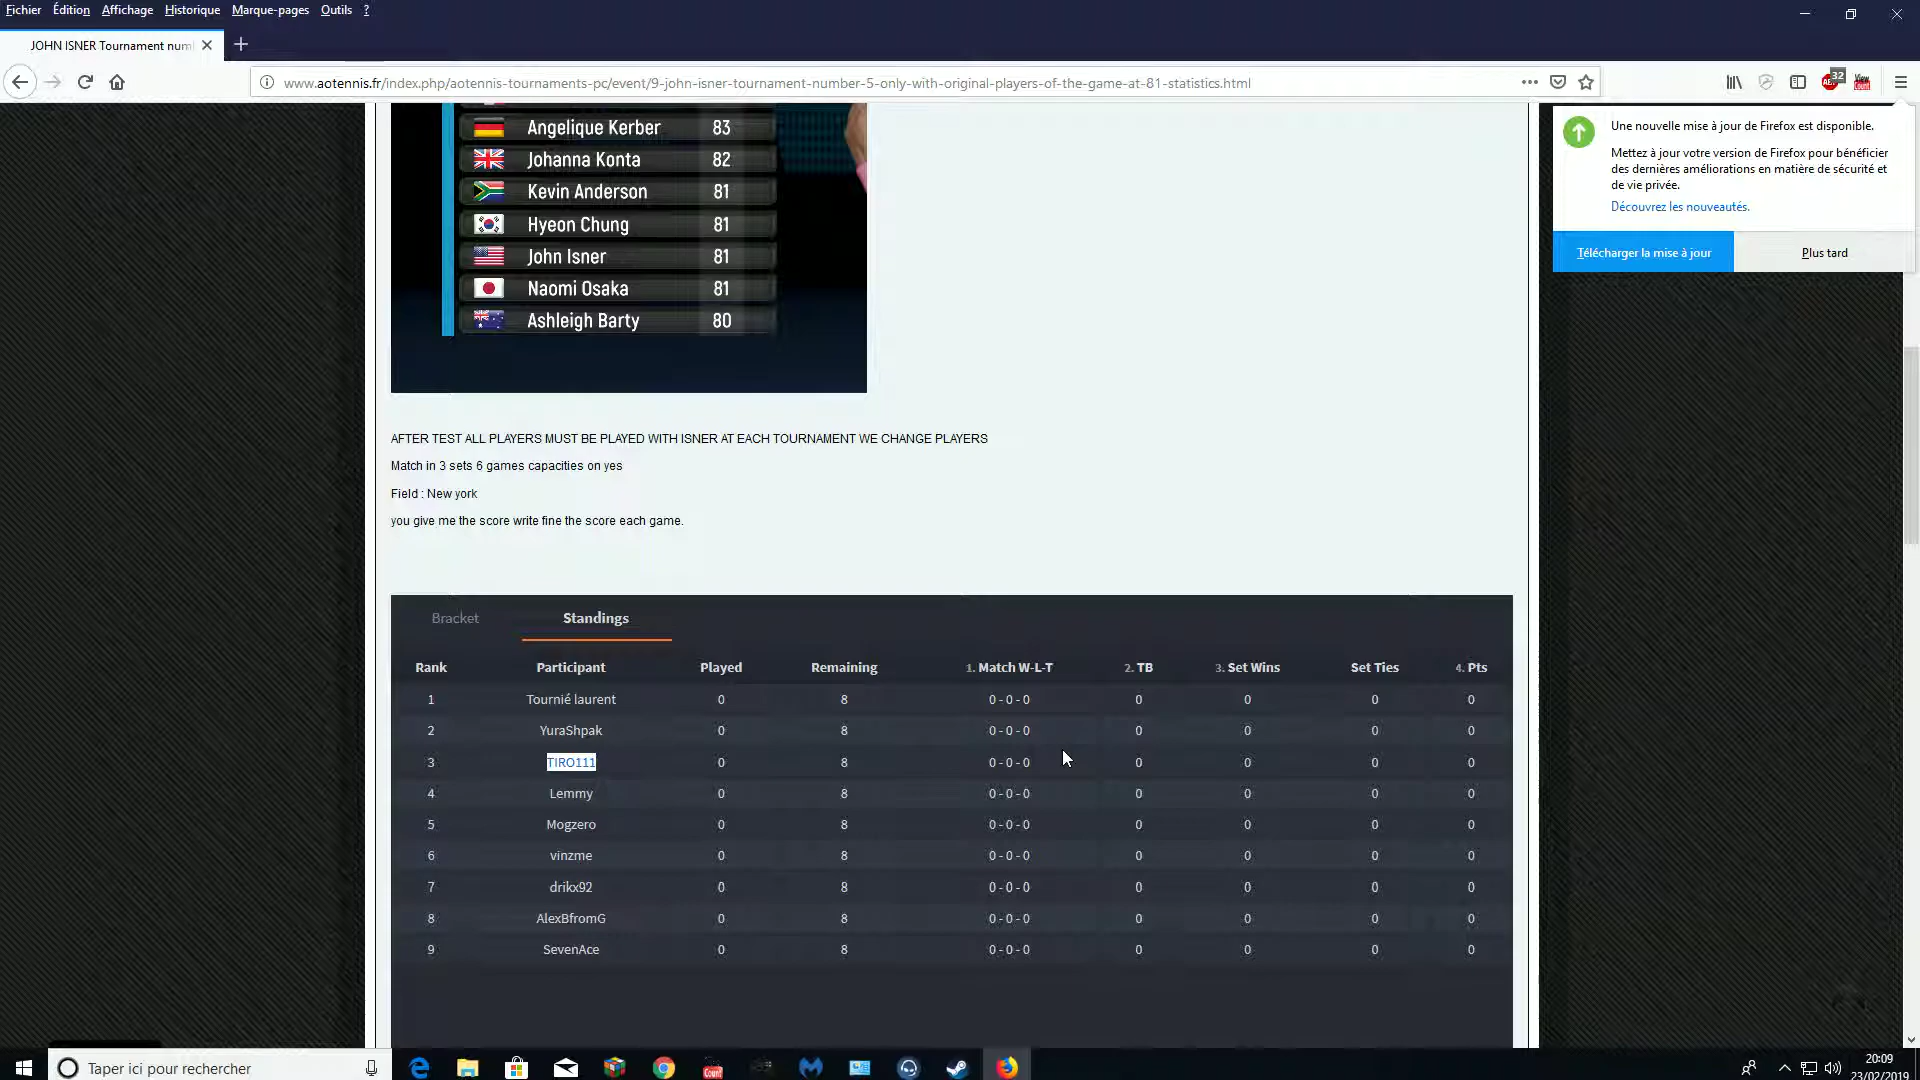 Fichier Édition Affichage Historique Marque-pages Outils ?
JOHN ISNER Tournament num
www.aotennis.fr/index.php/aotennis-tournaments-pc/event/9-john-isner-tournament-number-5-only-with-original-players-of-the-game-at-81-statistics.html
32
Une nouvelle mise à jour de Firefox est disponible.
Mettez à jour votre version de Firefox pour bénéficier
des dernières améliorations en matière de sécurité et
de vie privée.
Découvrez les nouveautés.
Télécharger la mise à jour Plus tard
Angelique Kerber 83
Johanna Konta 82
Kevin Anderson 81
Hyeon Chung 81
John Isner 81
Naomi Osaka 81
Ashleigh Barty 80
AFTER TEST ALL PLAYERS MUST BE PLAYED WITH ISNER AT EACH TOURNAMENT WE CHANGE PLAYERS
Match in 3 sets 6 games capacities on yes
Field : New york
you give me the score write fine the score each game.
Bracket Standings
Rank Participant Played Remaining 1. Match W-L-T 2. TB 3. Set Wins Set Ties 4. Pts
1 Tournié laurent 0 8 0 - 0 - 0 0 0 0 0
2 YuraShpak 0 8 0 - 0 - 0 0 0 0 0
3 TIRO111 0 8 0 - 0 - 0 0 0 0 0
4 Lemmy 0 8 0 - 0 - 0 0 0 0 0
5 Mogzero 0 8 0 - 0 - 0 0 0 0 0
6 vinzme 0 8 0 - 0 - 0 0 0 0 0
7 drikx92 0 8 0 - 0 - 0 0 0 0 0
8 AlexBfromG 0 8 0 - 0 - 0 0 0 0 0
9 SevenAce 0 8 0 - 0 - 0 0 0 0 0
Taper ici pour rechercher
20:09
23/02/2019